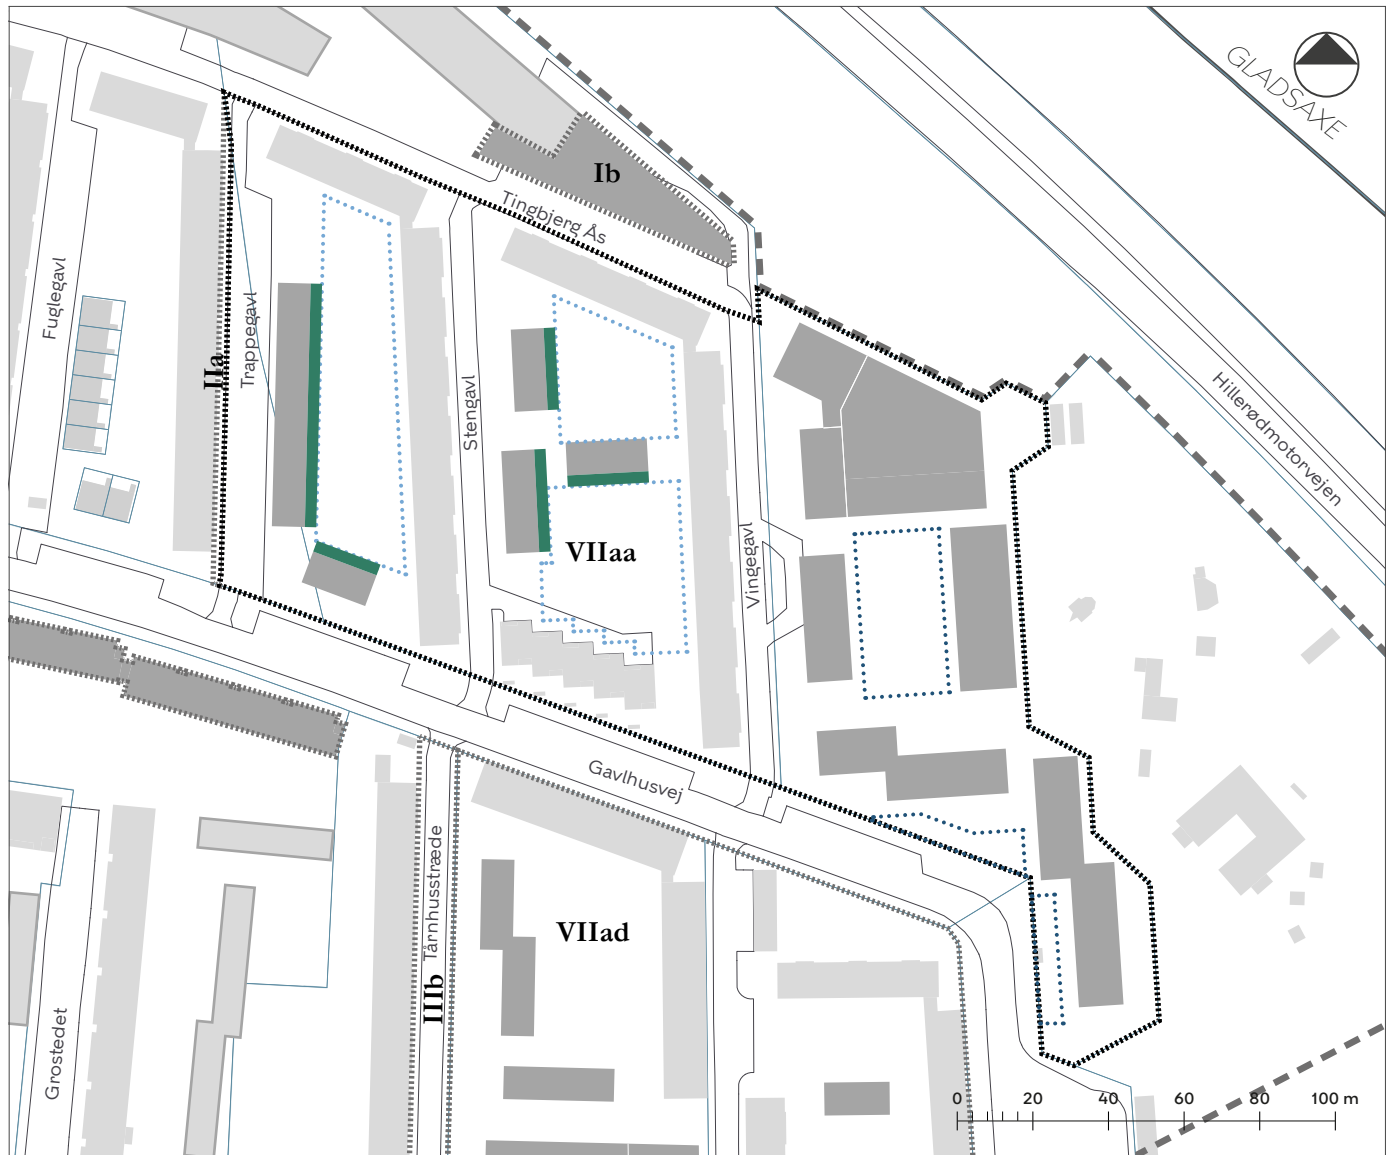 GLADSAXE
Ib
Tingbjerg Ås
Fuglegavl
IIa
Trappegavl
Stengavl
Hillerødmotorvejen
VIIaa
Vingegavl
Gavlhusvej
Tårnhusstræde
VIIad
IIIb
Grostedet
0 20 40 60 80 100 m